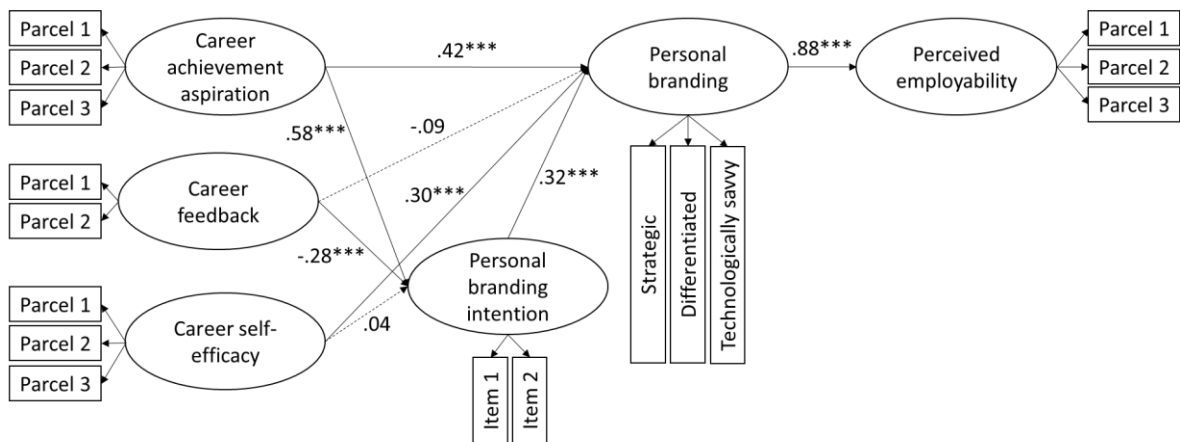 Parcel 1
Parcel 2
Parcel 3
Career
achievement
aspiration
.42***
Personal
branding
.88***
Perceived
employability
Parcel 1
Parcel 2
Parcel 3
.58***
-.09
Parcel 1
Parcel 2
Career
feedback
.30***
.32***
-.28***
Strategic
Differentiated
Technologically savvy
Personal
branding
intention
Parcel 1
Parcel 2
Parcel 3
Career self-
efficacy
.04
Item 1
Item 2